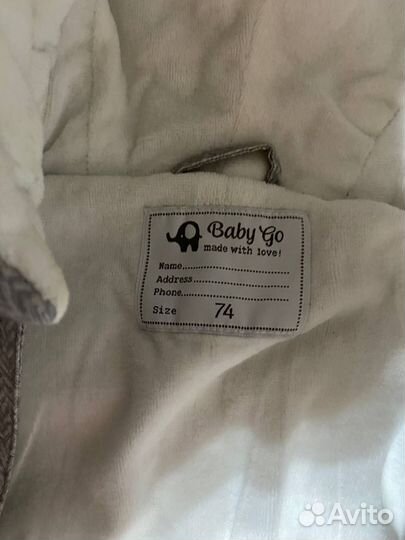 Baby Go
made with love!
Name
Address
Phone
Size 74
Avito